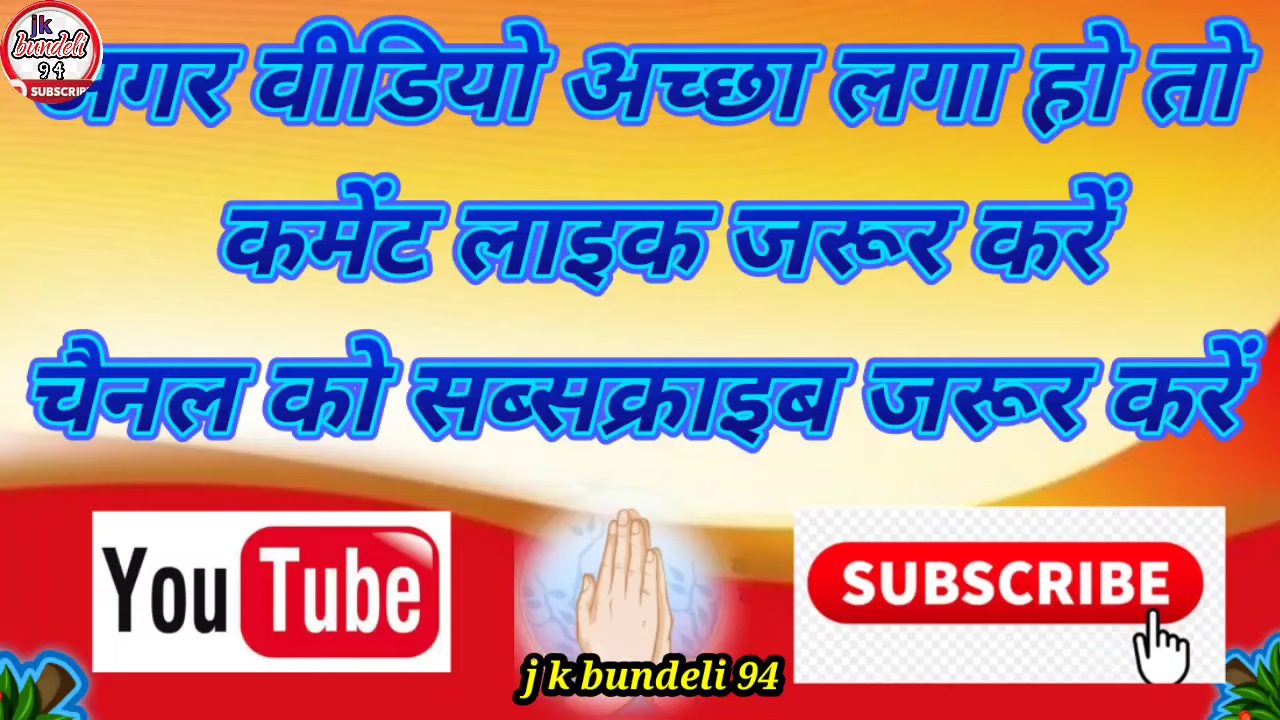 jk
bundeli
94
SUBSCRIBE
अगर वीडियो अच्छा लगा हो तो
कमेंट लाइक जरूर करें
चैनल को सब्सक्राइब जरूर करें
YouTube
SUBSCRIBE
j k bundeli 94